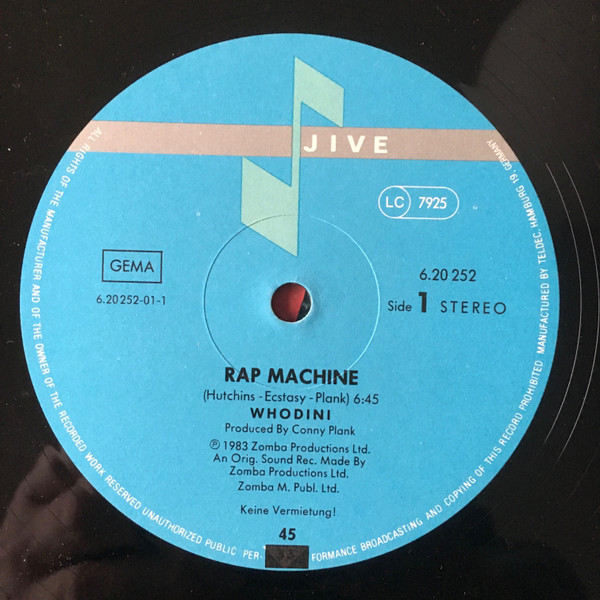 JIVE
LC 7925
GEMA
6.20 252
6.20252-01-1
Side 1 STEREO
RAP MACHINE
(Hutchins - Ecstasy - Plank) 6:45
WHODINI
Produced By Conny Plank
Ⓟ 1983 Zomba Productions Ltd.
An Orig. Sound Rec. Made By
Zomba Productions Ltd.
Zomba M. Publ. Ltd.
Keine Vermietung!
45
ALL RIGHTS OF THE MANUFACTURER AND OF THE OWNER OF THE RECORDED WORK RESERVED UNAUTHORIZED PUBLIC PER- FORMANCE BROADCASTING AND COPYING OF THIS RECORD PROHIBITED MANUFACTURED BY TELDEC, HAMBURG 19, GERMANY